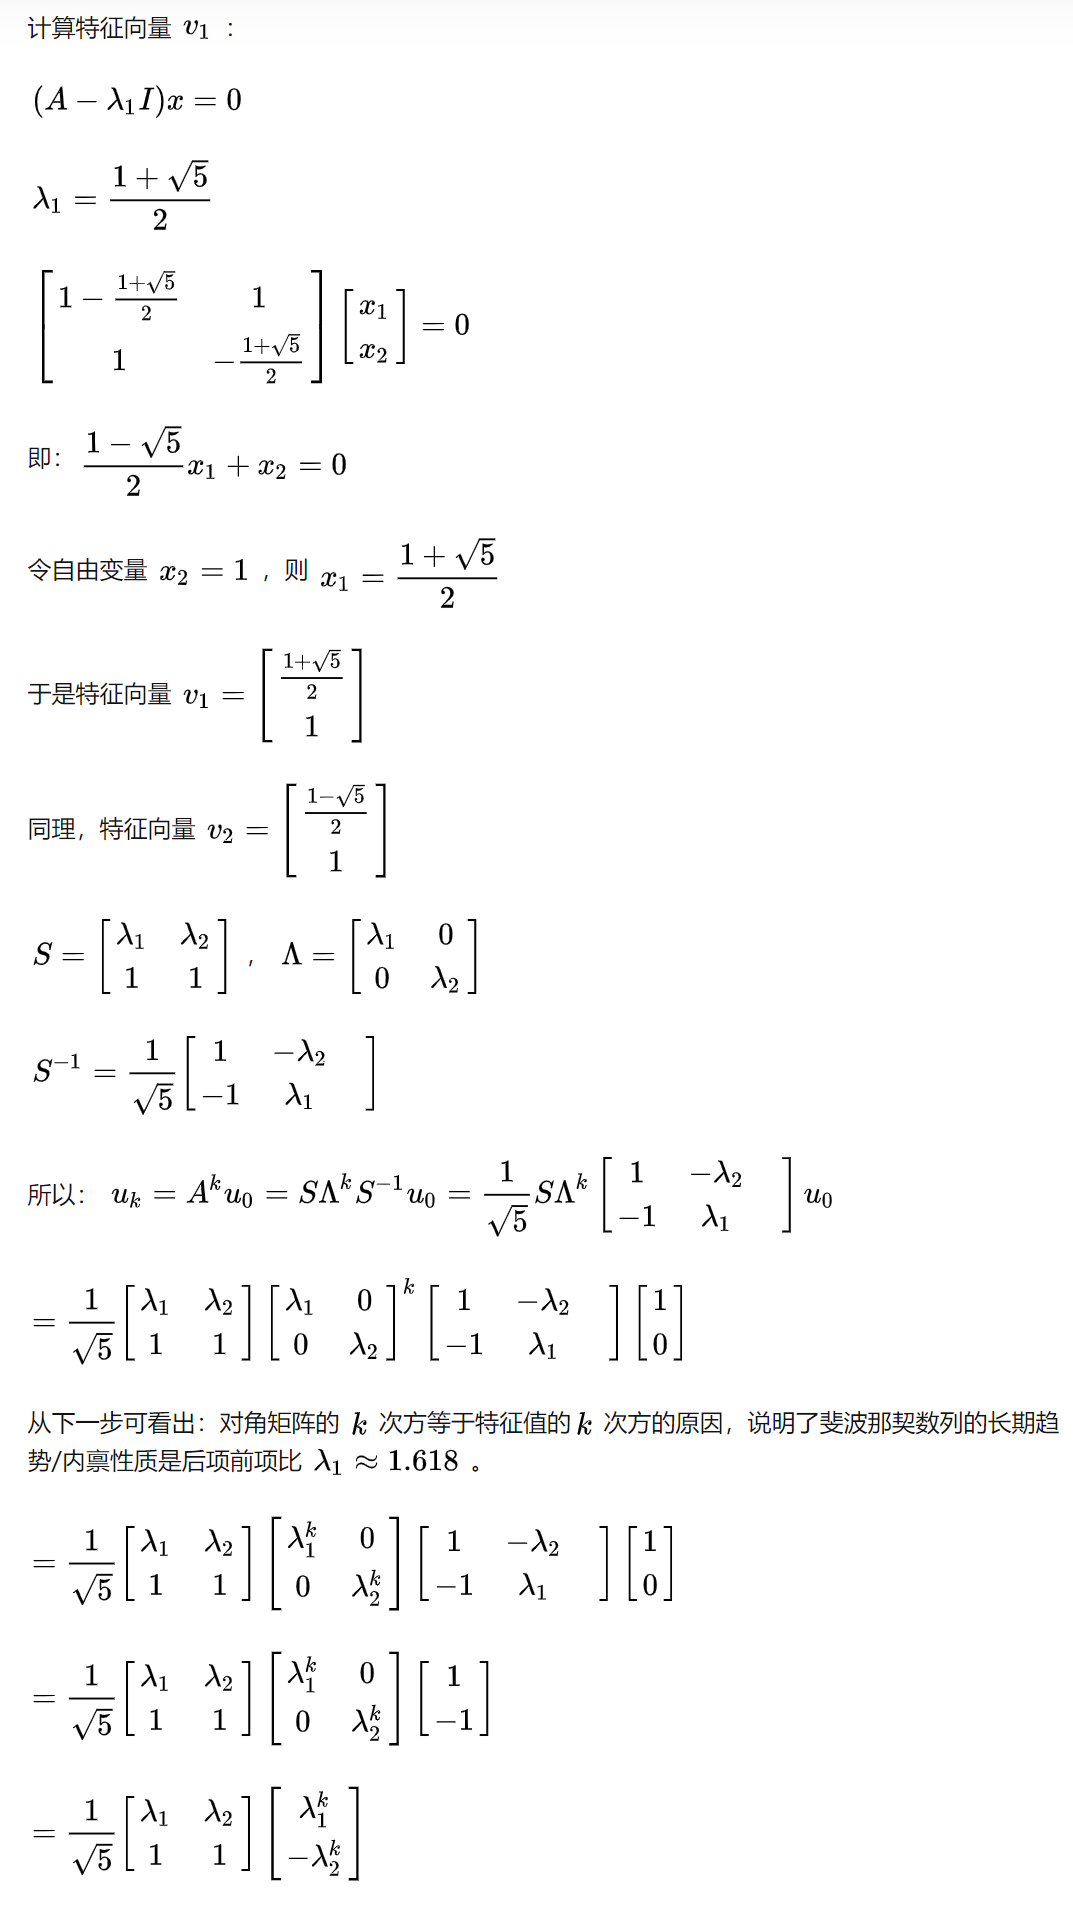 计算特征向量 $v_1$ ：
$(A - \lambda_1 I)x = 0$
$\lambda_1 = \dfrac{1+\sqrt{5}}{2}$
$\begin{bmatrix} 1-\frac{1+\sqrt{5}}{2} & 1 \\ 1 & -\frac{1+\sqrt{5}}{2} \end{bmatrix} \begin{bmatrix} x_1 \\ x_2 \end{bmatrix} = 0$
即： $\dfrac{1-\sqrt{5}}{2}x_1 + x_2 = 0$
令自由变量 $x_2 = 1$ ，则 $x_1 = \dfrac{1+\sqrt{5}}{2}$
于是特征向量 $v_1 = \begin{bmatrix} \frac{1+\sqrt{5}}{2} \\ 1 \end{bmatrix}$
同理，特征向量 $v_2 = \begin{bmatrix} \frac{1-\sqrt{5}}{2} \\ 1 \end{bmatrix}$
$S = \begin{bmatrix} \lambda_1 & \lambda_2 \\ 1 & 1 \end{bmatrix}$ ， $\Lambda = \begin{bmatrix} \lambda_1 & 0 \\ 0 & \lambda_2 \end{bmatrix}$
$S^{-1} = \dfrac{1}{\sqrt{5}} \begin{bmatrix} 1 & -\lambda_2 \\ -1 & \lambda_1 \end{bmatrix}$
所以： $u_k = A^k u_0 = S\Lambda^k S^{-1} u_0 = \dfrac{1}{\sqrt{5}} S\Lambda^k \begin{bmatrix} 1 & -\lambda_2 \\ -1 & \lambda_1 \end{bmatrix} u_0$
$= \dfrac{1}{\sqrt{5}} \begin{bmatrix} \lambda_1 & \lambda_2 \\ 1 & 1 \end{bmatrix} \begin{bmatrix} \lambda_1 & 0 \\ 0 & \lambda_2 \end{bmatrix}^k \begin{bmatrix} 1 & -\lambda_2 \\ -1 & \lambda_1 \end{bmatrix} \begin{bmatrix} 1 \\ 0 \end{bmatrix}$
从下一步可看出：对角矩阵的 $k$ 次方等于特征值的 $k$ 次方的原因，说明了斐波那契数列的长期趋
势/内禀性质是后项前项比 $\lambda_1 \approx 1.618$ 。
$= \dfrac{1}{\sqrt{5}} \begin{bmatrix} \lambda_1 & \lambda_2 \\ 1 & 1 \end{bmatrix} \begin{bmatrix} \lambda_1^k & 0 \\ 0 & \lambda_2^k \end{bmatrix} \begin{bmatrix} 1 & -\lambda_2 \\ -1 & \lambda_1 \end{bmatrix} \begin{bmatrix} 1 \\ 0 \end{bmatrix}$
$= \dfrac{1}{\sqrt{5}} \begin{bmatrix} \lambda_1 & \lambda_2 \\ 1 & 1 \end{bmatrix} \begin{bmatrix} \lambda_1^k & 0 \\ 0 & \lambda_2^k \end{bmatrix} \begin{bmatrix} 1 \\ -1 \end{bmatrix}$
$= \dfrac{1}{\sqrt{5}} \begin{bmatrix} \lambda_1 & \lambda_2 \\ 1 & 1 \end{bmatrix} \begin{bmatrix} \lambda_1^k \\ -\lambda_2^k \end{bmatrix}$